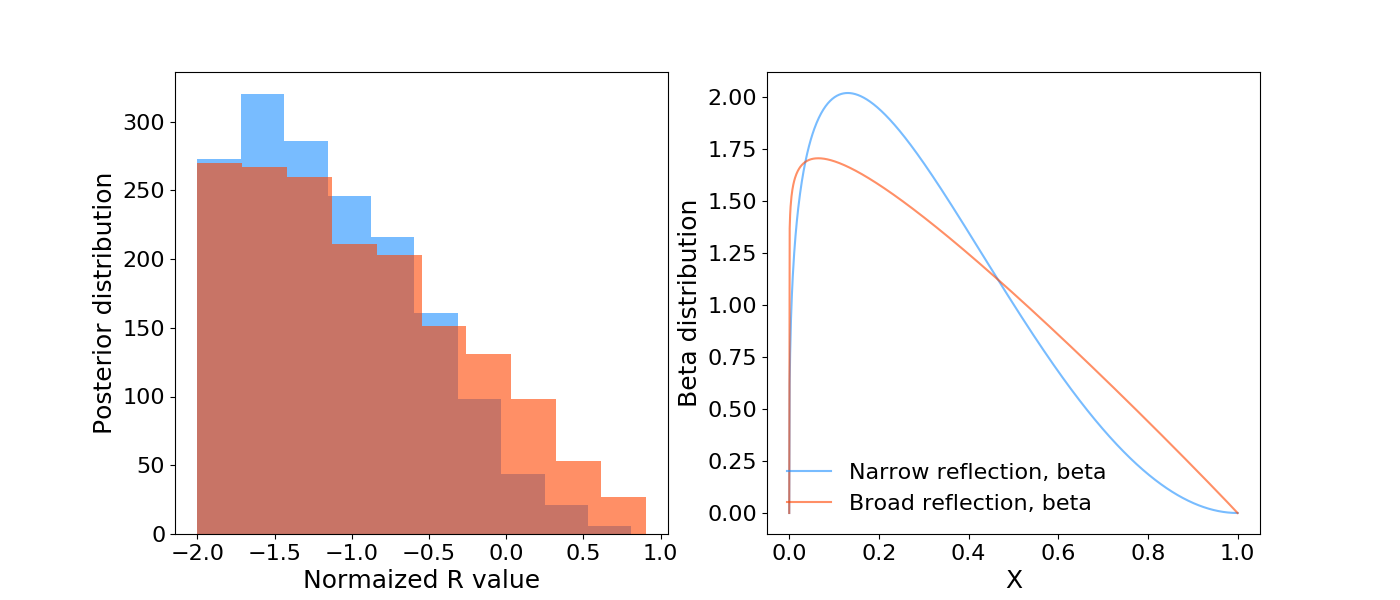 Posterior distribution
300
250
200
150
100
50
0
−2.0 −1.5 −1.0 −0.5 0.0 0.5 1.0
Normaized R value
Beta distribution
2.00
1.75
1.50
1.25
1.00
0.75
0.50
0.25
0.00
Narrow reflection, beta
Broad reflection, beta
0.0 0.2 0.4 0.6 0.8 1.0
X